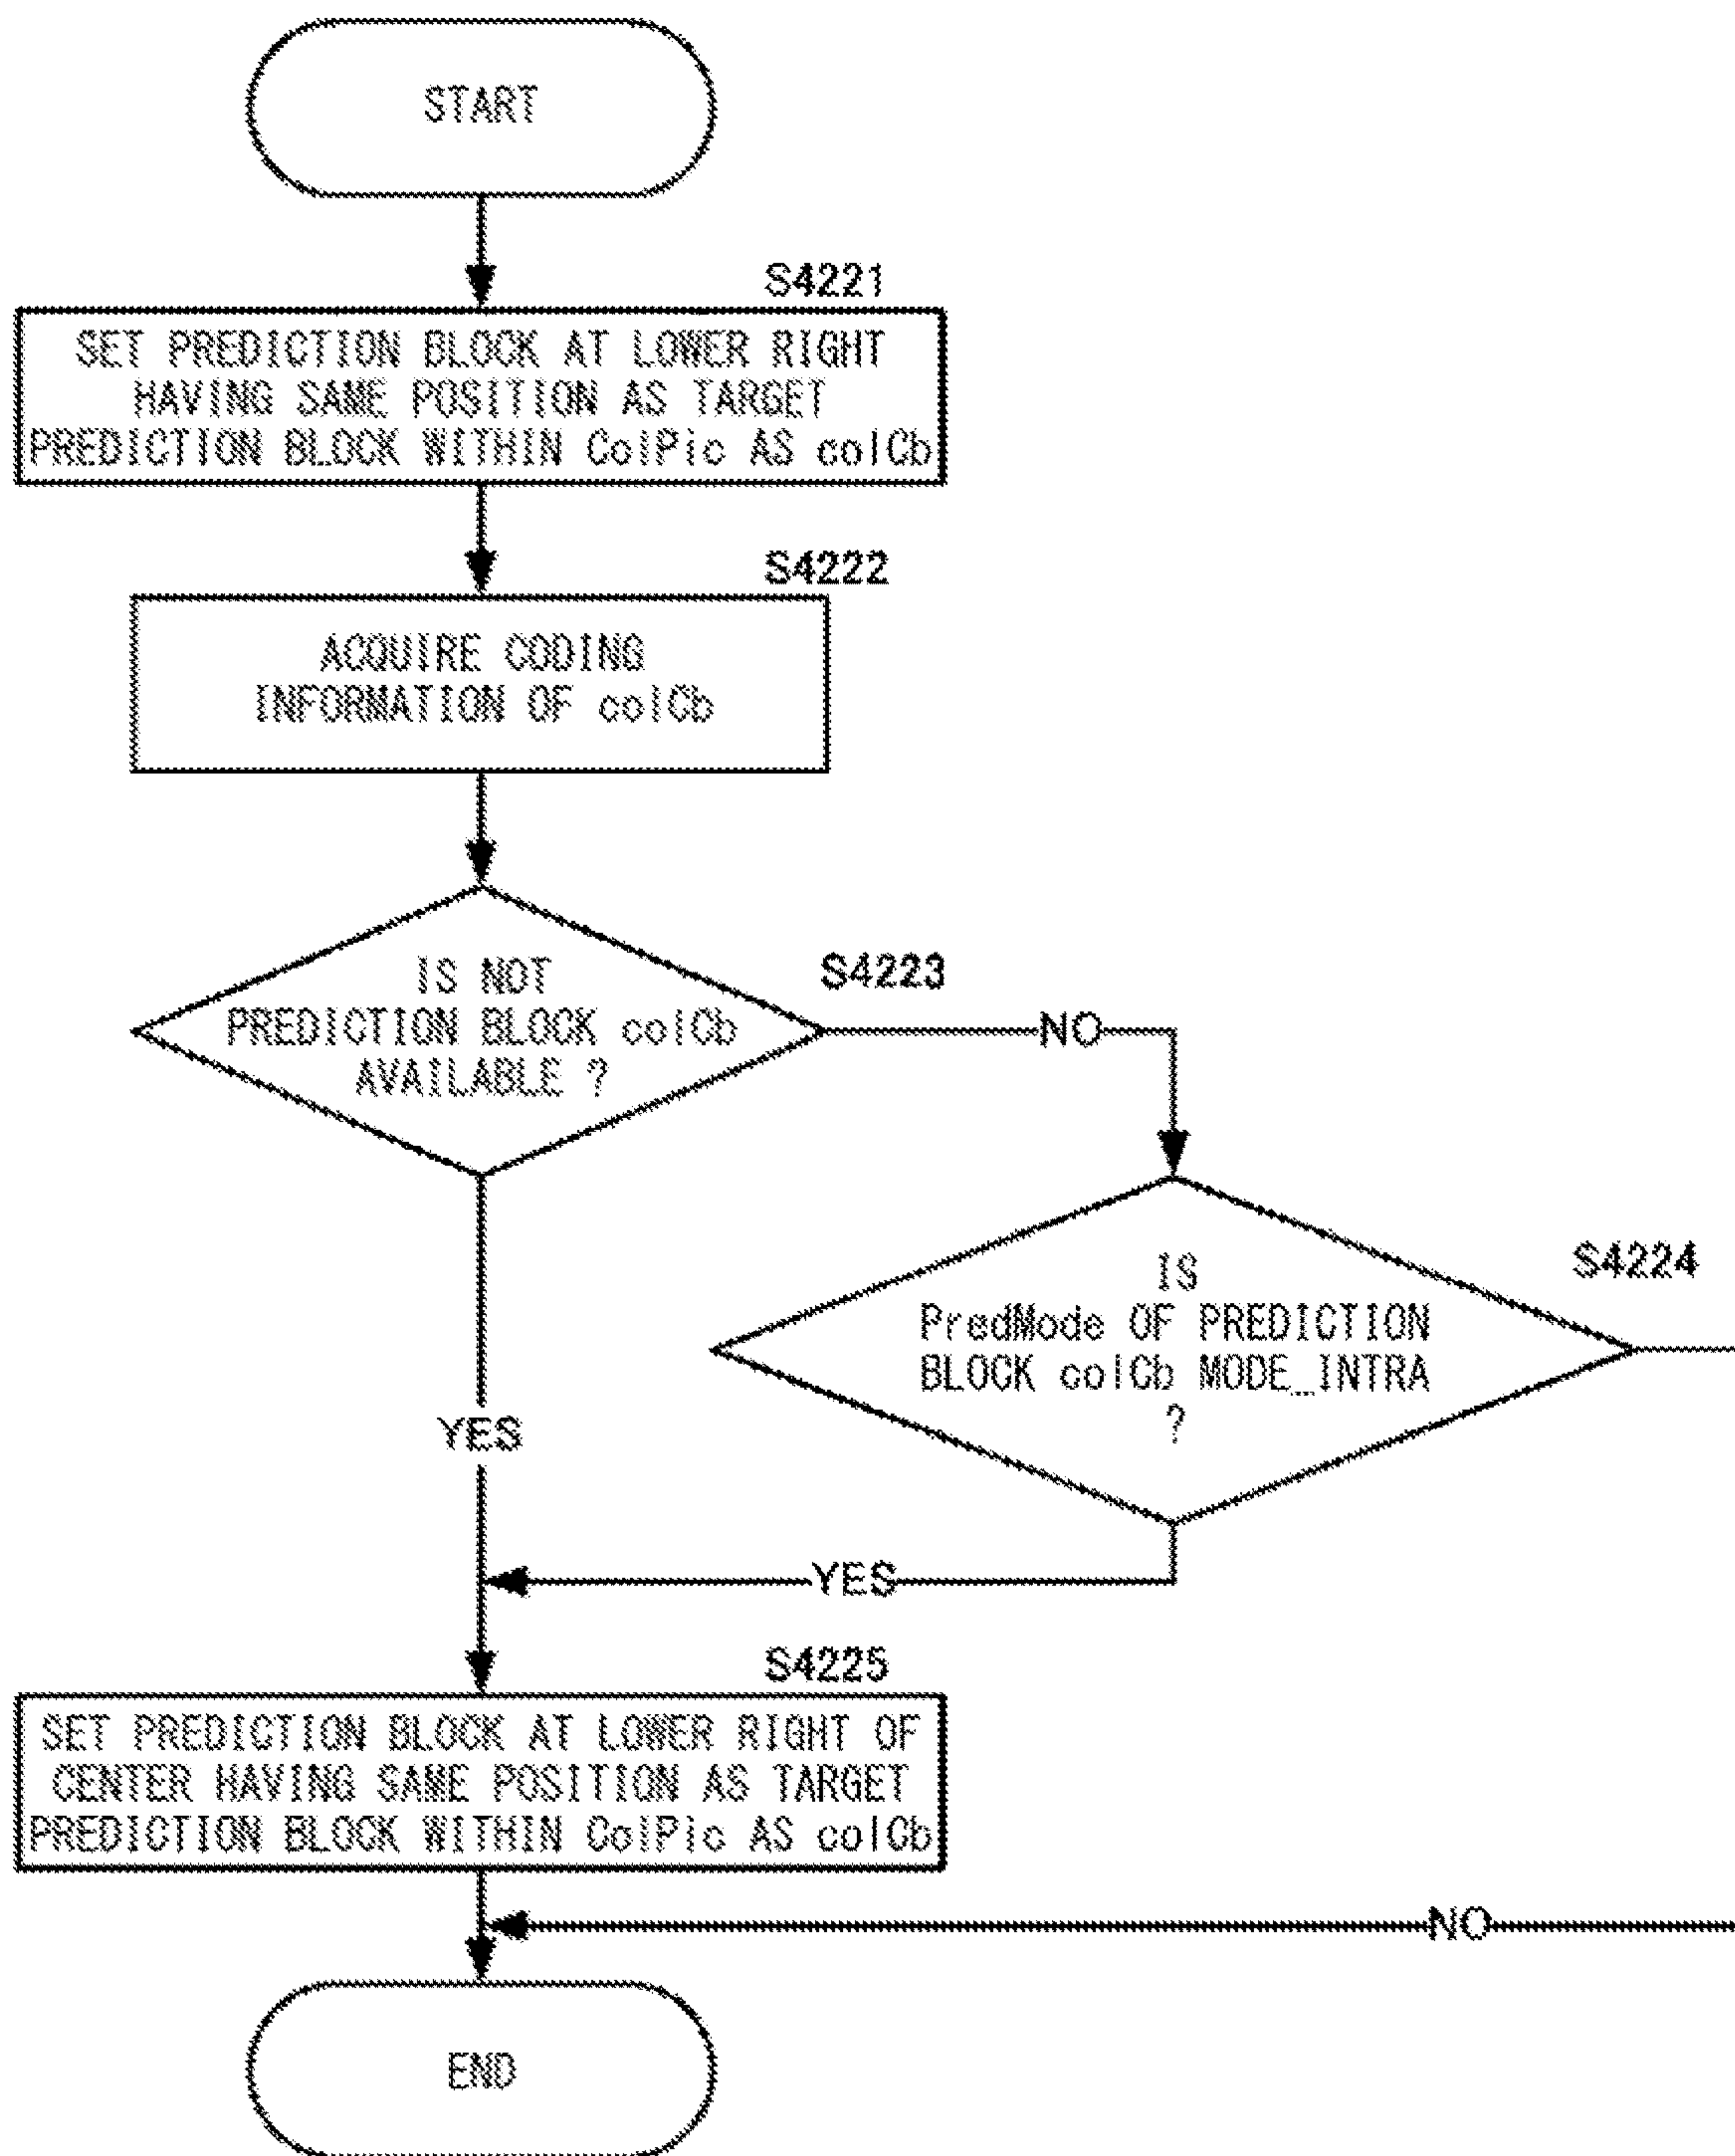 START
S4221
SET PREDICTION BLOCK AT LOWER RIGHT
HAVING SAME POSITION AS TARGET
PREDICTION BLOCK WITHIN ColPic AS colCb
S4222
ACQUIRE CODING
INFORMATION OF colCb
IS NOT
PREDICTION BLOCK colCb
AVAILABLE ?
S4223
NO
IS
PredMode OF PREDICTION
BLOCK colCb MODE_INTRA
?
S4224
YES
YES
S4225
SET PREDICTION BLOCK AT LOWER RIGHT OF
CENTER HAVING SAME POSITION AS TARGET
PREDICTION BLOCK WITHIN ColPic AS colCb
NO
END